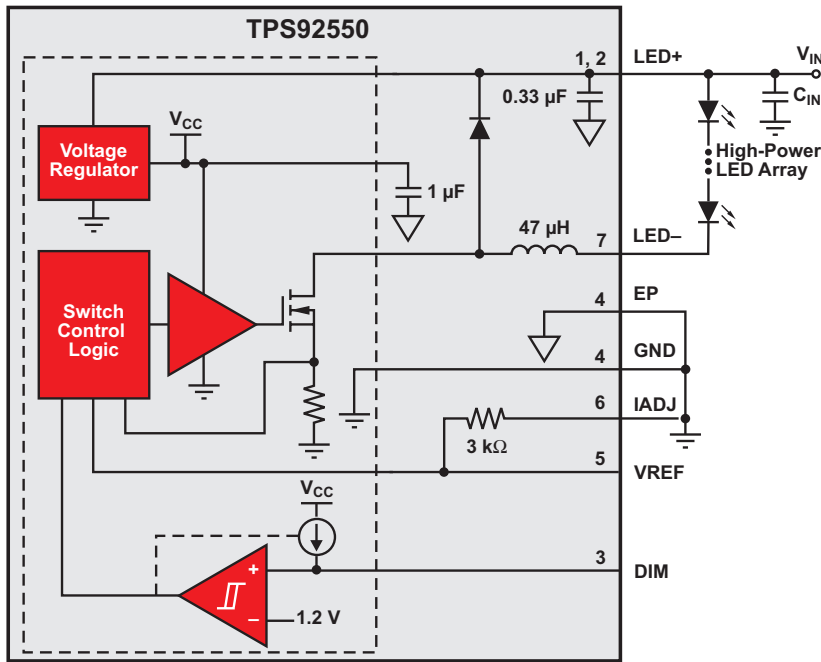 TPS92550
1, 2
LED+
VIN
0.33 µF
CIN
VCC
Voltage
Regulator
High-Power
LED Array
1 µF
47 µH
7
LED–
4
EP
Switch
Control
Logic
4
GND
6
IADJ
3 kΩ
5
VREF
VCC
+
3
DIM
–
1.2 V